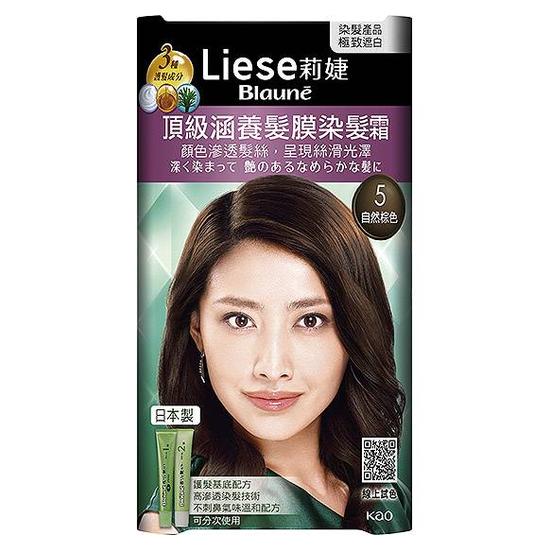 染髮產品
極致遮白
3種
護髮成分
Liese莉婕
Blauné
頂級涵養髮膜染髮霜
顏色滲透髮絲，呈現絲滑光澤
深く染まって 艶のあるなめらかな髪に
5
自然棕色
日本製
護髮基底配方
高滲透染髮技術
不刺鼻氣味溫和配方
可分次使用
線上試色
Kao